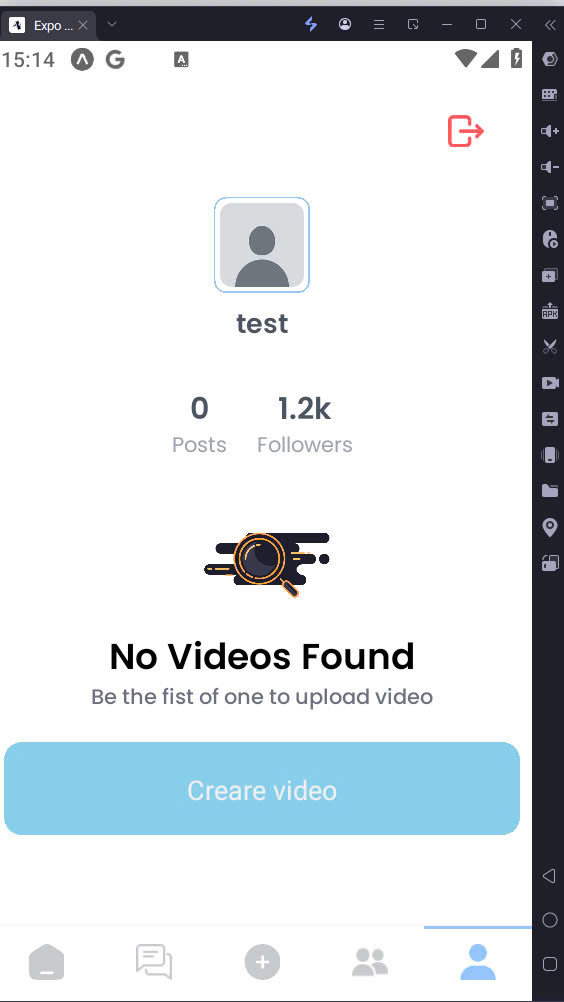 Expo ...
15:14
G
A
test
0 1.2k
Posts Followers
No Videos Found
Be the fist of one to upload video
Creare video
APK